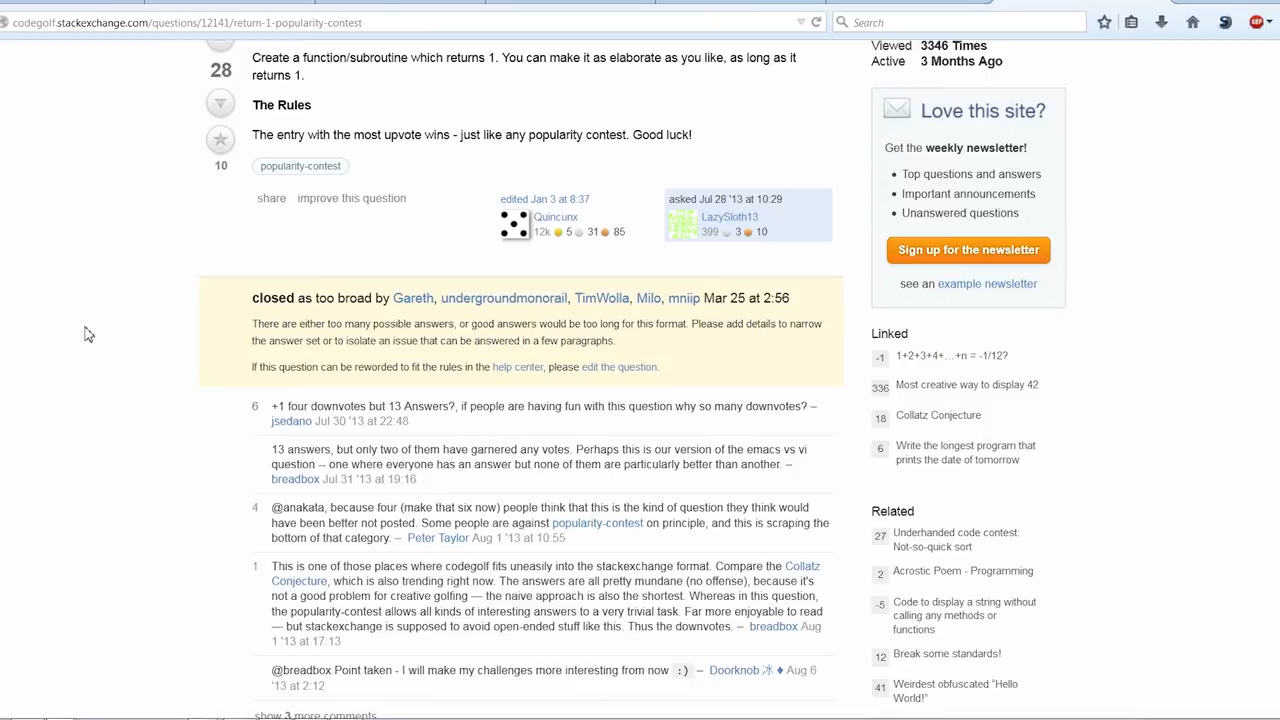 codegolf.stackexchange.com/questions/12141/return-1-popularity-contest
Search
28
Create a function/subroutine which returns 1. You can make it as elaborate as you like, as long as it
returns 1.
The Rules
The entry with the most upvote wins - just like any popularity contest. Good luck!
10
popularity-contest
share improve this question
edited Jan 3 at 8:37
Quincunx
12k 5 31 85
asked Jul 28 '13 at 10:29
LazySloth13
399 3 10
closed as too broad by Gareth, undergroundmonorail, TimWolla, Milo, mniip Mar 25 at 2:56
There are either too many possible answers, or good answers would be too long for this format. Please add details to narrow
the answer set or to isolate an issue that can be answered in a few paragraphs.
If this question can be reworded to fit the rules in the help center, please edit the question.
6 +1 four downvotes but 13 Answers?, if people are having fun with this question why so many downvotes? –
jsedano Jul 30 '13 at 22:48
13 answers, but only two of them have garnered any votes. Perhaps this is our version of the emacs vs vi
question -- one where everyone has an answer but none of them are particularly better than another. –
breadbox Jul 31 '13 at 19:16
4 @anakata, because four (make that six now) people think that this is the kind of question they think would
have been better not posted. Some people are against popularity-contest on principle, and this is scraping the
bottom of that category. – Peter Taylor Aug 1 '13 at 10:55
1 This is one of those places where codegolf fits uneasily into the stackexchange format. Compare the Collatz
Conjecture, which is also trending right now. The answers are all pretty mundane (no offense), because it's
not a good problem for creative golfing — the naive approach is also the shortest. Whereas in this question,
the popularity-contest allows all kinds of interesting answers to a very trivial task. Far more enjoyable to read
— but stackexchange is supposed to avoid open-ended stuff like this. Thus the downvotes. – breadbox Aug
1 '13 at 17:13
@breadbox Point taken - I will make my challenges more interesting from now :) – Doorknob 冰 ♦ Aug 6
'13 at 2:12
show 3 more comments
Viewed 3346 Times
Active 3 Months Ago
Love this site?
Get the weekly newsletter!
• Top questions and answers
• Important announcements
• Unanswered questions
Sign up for the newsletter
see an example newsletter
Linked
-1 1+2+3+4+…+n = -1/12?
336 Most creative way to display 42
18 Collatz Conjecture
6 Write the longest program that
prints the date of tomorrow
Related
27 Underhanded code contest:
Not-so-quick sort
2 Acrostic Poem - Programming
-5 Code to display a string without
calling any methods or
functions
12 Break some standards!
41 Weirdest obfuscated "Hello
World!"